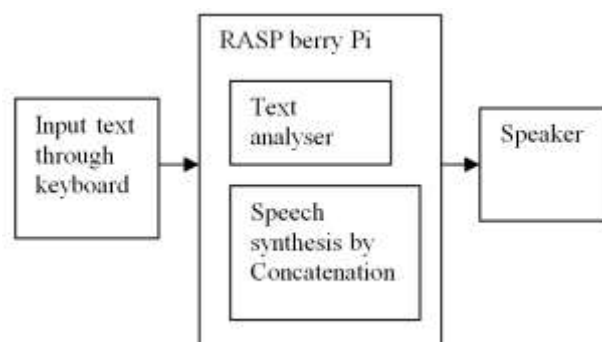 RASP berry Pi
Input text
through
keyboard
Text
analyser
Speech
synthesis by
Concatenation
Speaker